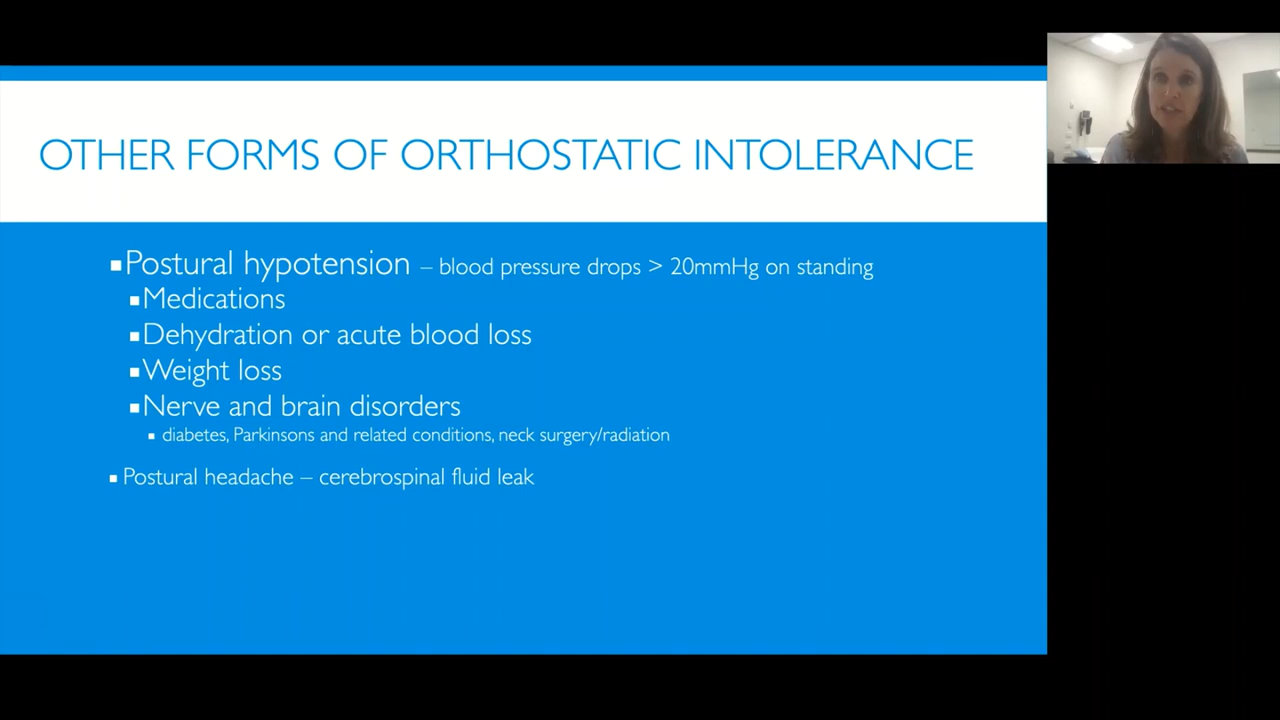 OTHER FORMS OF ORTHOSTATIC INTOLERANCE
▪Postural hypotension – blood pressure drops > 20mmHg on standing
▪Medications
▪Dehydration or acute blood loss
▪Weight loss
▪Nerve and brain disorders
▪ diabetes, Parkinsons and related conditions, neck surgery/radiation
▪ Postural headache – cerebrospinal fluid leak